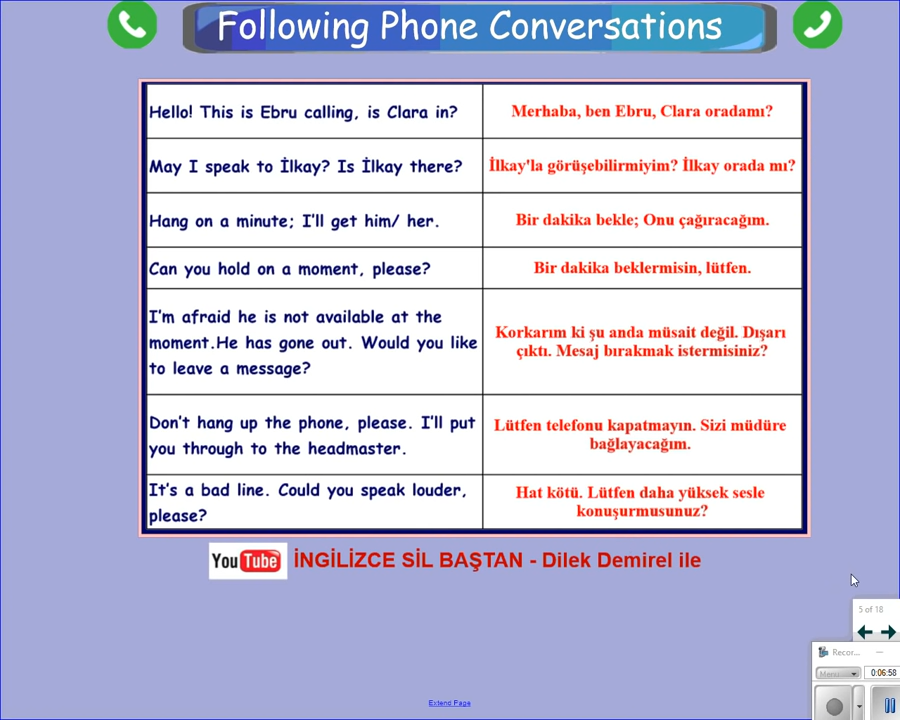 Following Phone Conversations
Hello! This is Ebru calling, is Clara in?
Merhaba, ben Ebru, Clara oradamı?
May I speak to İlkay? Is İlkay there?
İlkay'la görüşebilirmiyim? İlkay orada mı?
Hang on a minute; I'll get him/ her.
Bir dakika bekle; Onu çağıracağım.
Can you hold on a moment, please?
Bir dakika beklermisin, lütfen.
I'm afraid he is not available at the
moment.He has gone out. Would you like
to leave a message?
Korkarım ki şu anda müsait değil. Dışarı
çıktı. Mesaj bırakmak istermisiniz?
Don't hang up the phone, please. I'll put
you through to the headmaster.
Lütfen telefonu kapatmayın. Sizi müdüre
bağlayacağım.
It's a bad line. Could you speak louder,
please?
Hat kötü. Lütfen daha yüksek sesle
konuşurmusunuz?
YouTube İNGİLİZCE SİL BAŞTAN - Dilek Demirel ile
5 of 18
Recor...
Menu
0:06:58
Extend Page